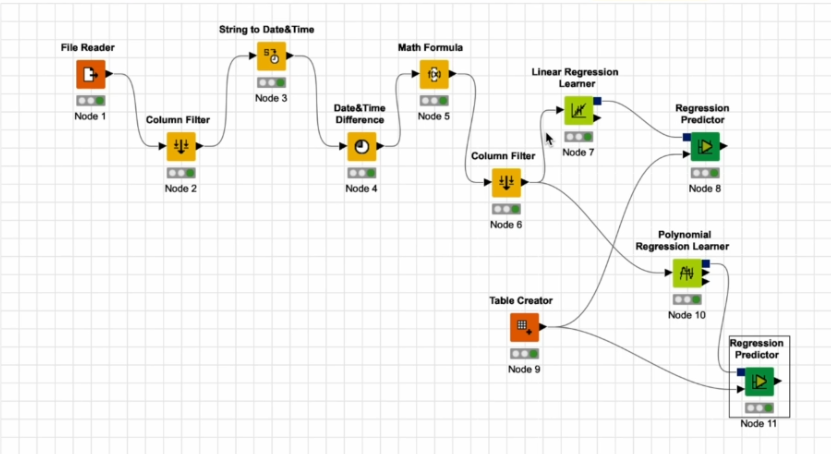 File Reader
Node 1
Column Filter
Node 2
String to Date&Time
Node 3
Date&Time
Difference
Node 4
Math Formula
Node 5
Column Filter
Node 6
Linear Regression
Learner
Node 7
Regression
Predictor
Node 8
Table Creator
Node 9
Polynomial
Regression Learner
Node 10
Regression
Predictor
Node 11